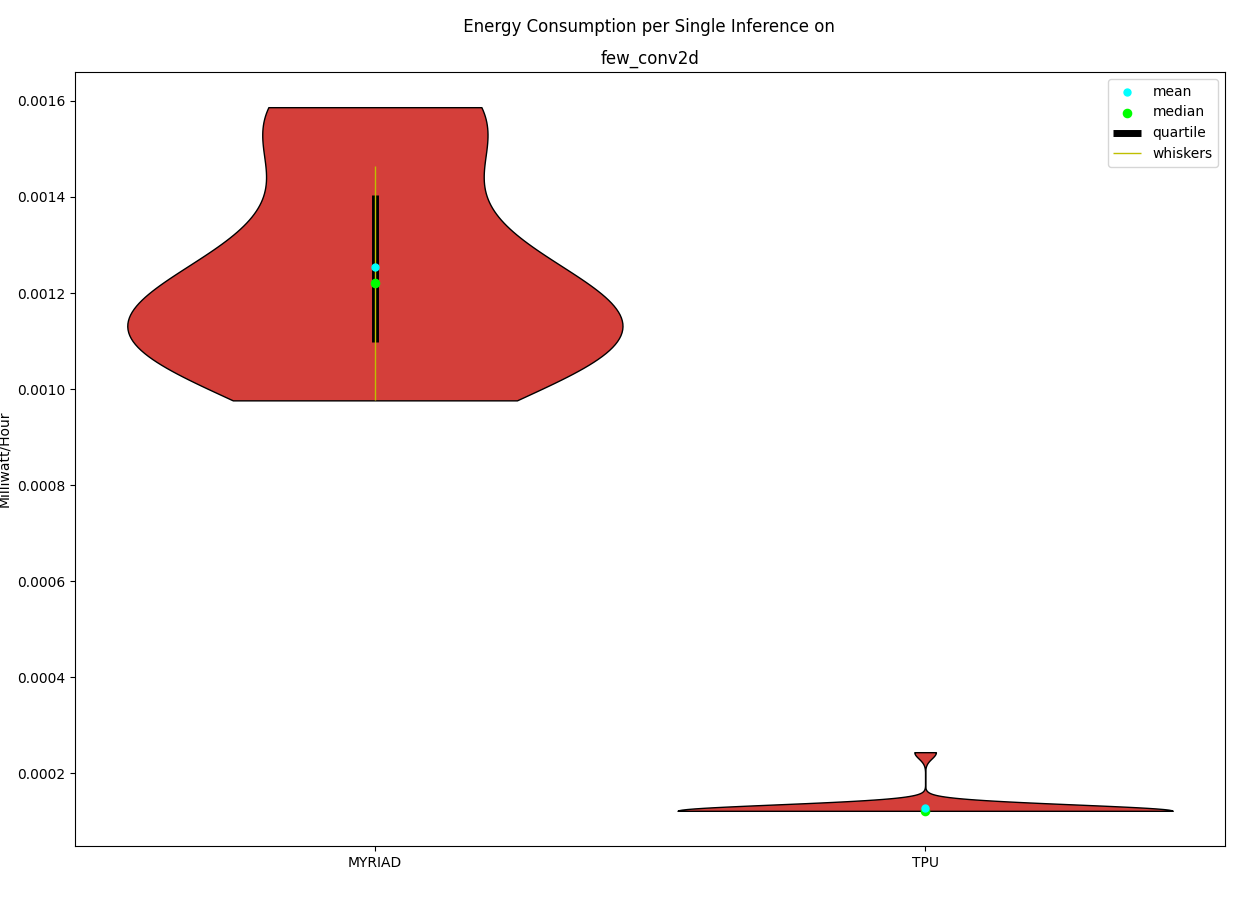 Energy Consumption per Single Inference on
few_conv2d
mean
median
quartile
whiskers
0.0016
0.0014
0.0012
0.0010
0.0008
0.0006
0.0004
0.0002
Milliwatt/Hour
MYRIAD
TPU